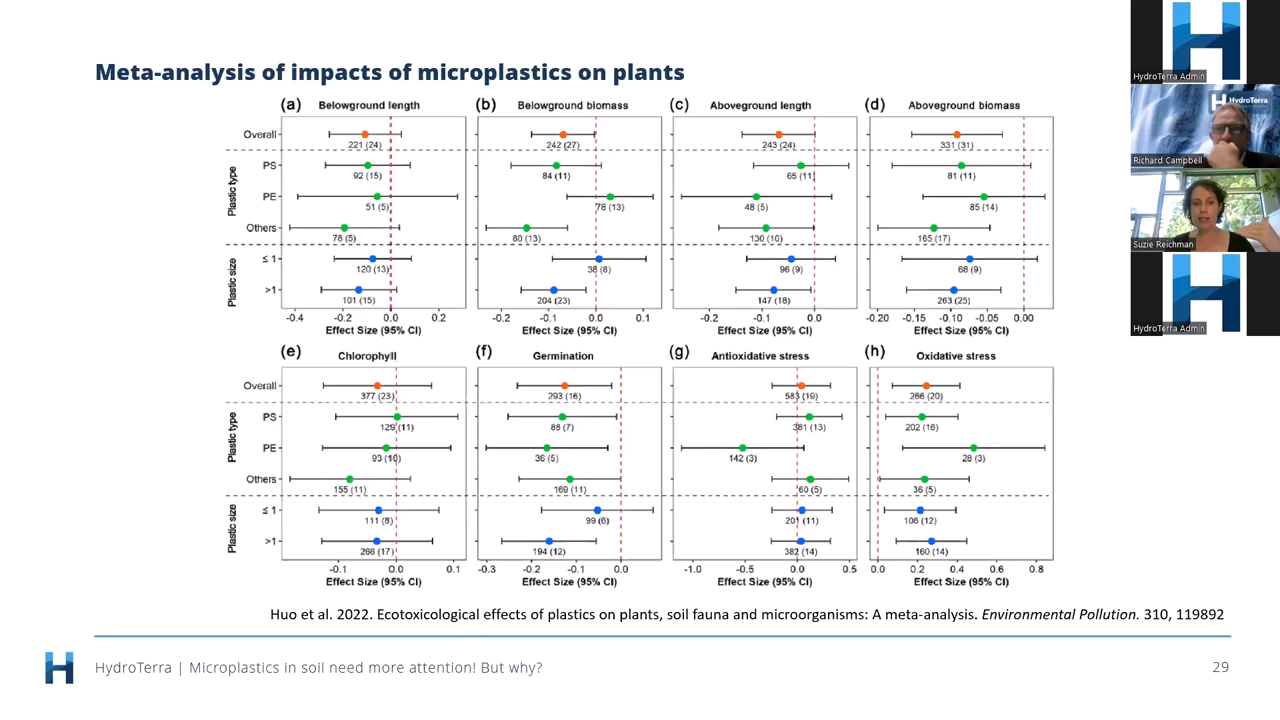 Meta-analysis of impacts of microplastics on plants
(a) Belowground length
(b) Belowground biomass
(c) Aboveground length
(d) Aboveground biomass
Overall
221 (24)
242 (27)
243 (24)
331 (31)
Plastic type
PS
92 (15)
84 (11)
65 (11)
81 (11)
PE
51 (5)
78 (13)
48 (5)
85 (14)
Others
78 (5)
80 (13)
130 (10)
165 (17)
Plastic size
≤ 1
120 (13)
38 (8)
96 (9)
68 (9)
>1
101 (15)
204 (23)
147 (18)
263 (25)
-0.4 -0.2 0.0 0.2
-0.2 -0.1 0.0 0.1
-0.2 -0.1 0.0
-0.20 -0.15 -0.10 -0.05 0.00
Effect Size (95% CI)
Effect Size (95% CI)
Effect Size (95% CI)
Effect Size (95% CI)
(e) Chlorophyll
(f) Germination
(g) Antioxidative stress
(h) Oxidative stress
Overall
377 (23)
293 (16)
583 (19)
266 (20)
Plastic type
PS
129 (11)
88 (7)
381 (13)
202 (16)
PE
93 (10)
36 (5)
142 (3)
28 (3)
Others
155 (11)
169 (11)
60 (5)
36 (5)
Plastic size
≤ 1
111 (8)
99 (6)
201 (11)
106 (12)
>1
266 (17)
194 (12)
382 (14)
160 (14)
-0.1 0.0 0.1
-0.3 -0.2 -0.1 0.0
-1.0 -0.5 0.0 0.5
0.0 0.2 0.4 0.6 0.8
Effect Size (95% CI)
Effect Size (95% CI)
Effect Size (95% CI)
Effect Size (95% CI)
Huo et al. 2022. Ecotoxicological effects of plastics on plants, soil fauna and microorganisms: A meta-analysis. Environmental Pollution. 310, 119892
HydroTerra | Microplastics in soil need more attention! But why?
29
HydroTerra Admin
HydroTerra
Richard Campbell
Suzie Reichman
HydroTerra Admin